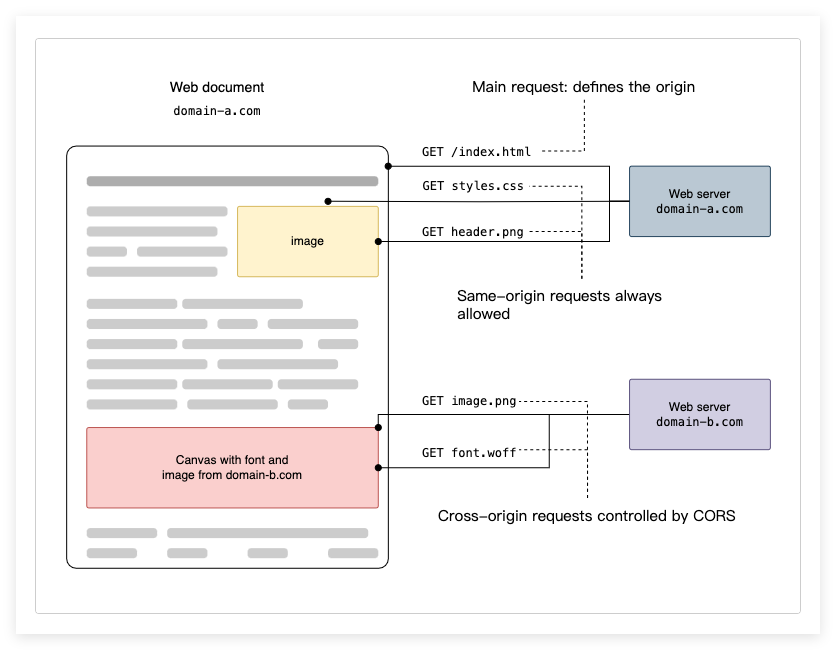 Web document
domain-a.com
Main request: defines the origin
GET /index.html
GET styles.css
Web server
domain-a.com
GET header.png
image
Same-origin requests always
allowed
GET image.png
Web server
domain-b.com
GET font.woff
Canvas with font and
image from domain-b.com
Cross-origin requests controlled by CORS